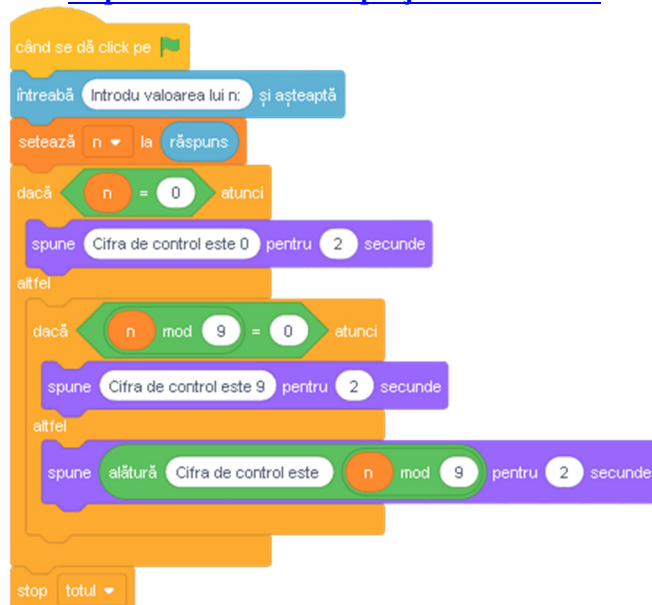 când se dă click pe
întreabă Introdu valoarea lui n: și așteaptă
setează n la răspuns
dacă n = 0 atunci
spune Cifra de control este 0 pentru 2 secunde
altfel
dacă n mod 9 = 0 atunci
spune Cifra de control este 9 pentru 2 secunde
altfel
spune alătură Cifra de control este n mod 9 pentru 2 secunde
stop totul